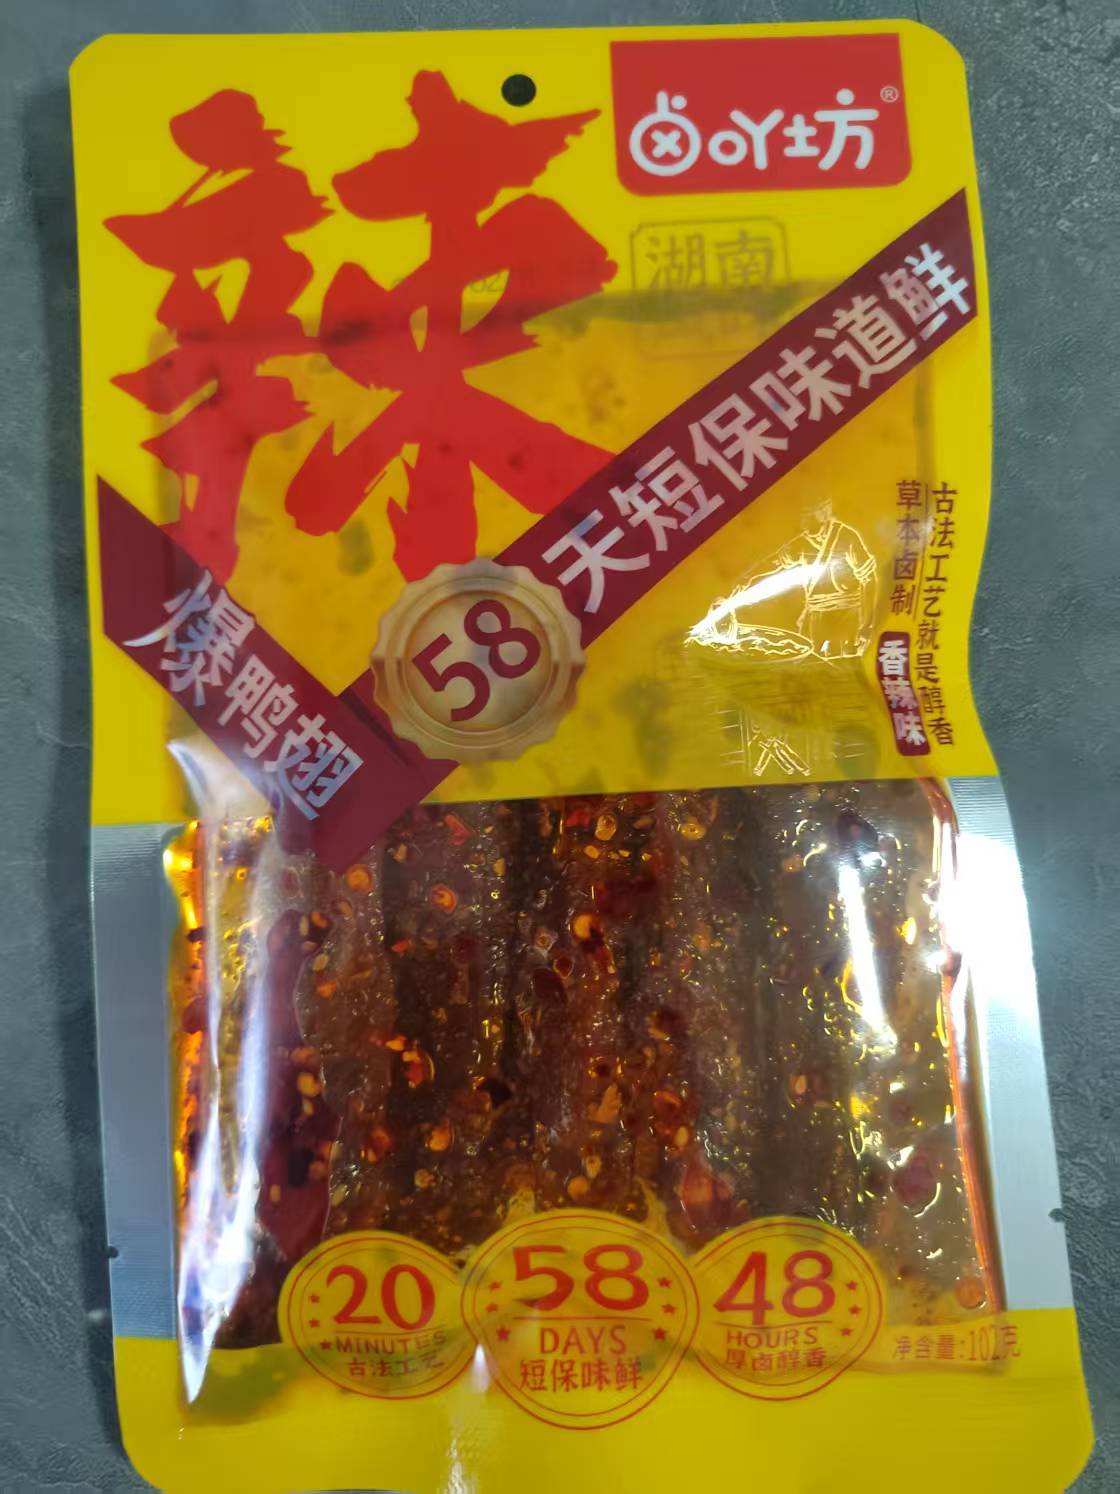 卤吖坊®
辣
湖南
58天短保味道鲜
爆鸭翅
古法工艺就是醇香
草本卤制
香辣味
20
MINUTES
古法工艺
58
DAYS
短保味鲜
48
HOURS
厚卤醇香
净含量:102克